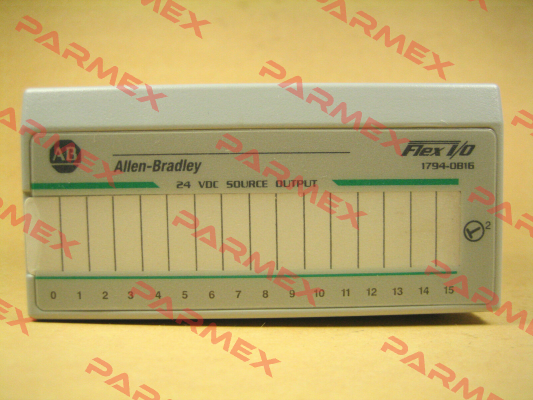 PARMEX
PARMEX
PARMEX
AB
Allen-Bradley
Flex I/O
1794-OB16
24 VDC SOURCE OUTPUT
2
0 1 2 3 4 5 6 7 8 9 10 11 12 13 14 15
PARMEX
PARMEX
PARMEX
PARMEX
PARMEX